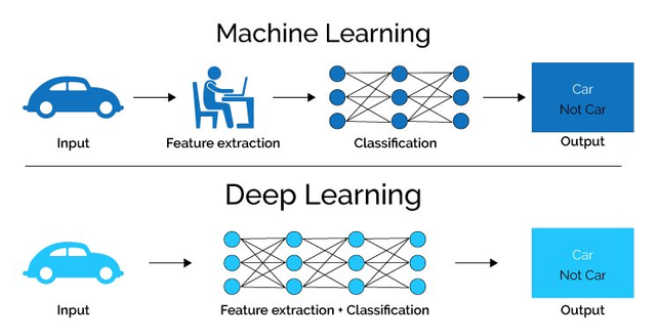 Machine Learning
Car
Not Car
Input
Feature extraction
Classification
Output
Deep Learning
Car
Not Car
Input
Feature extraction + Classification
Output